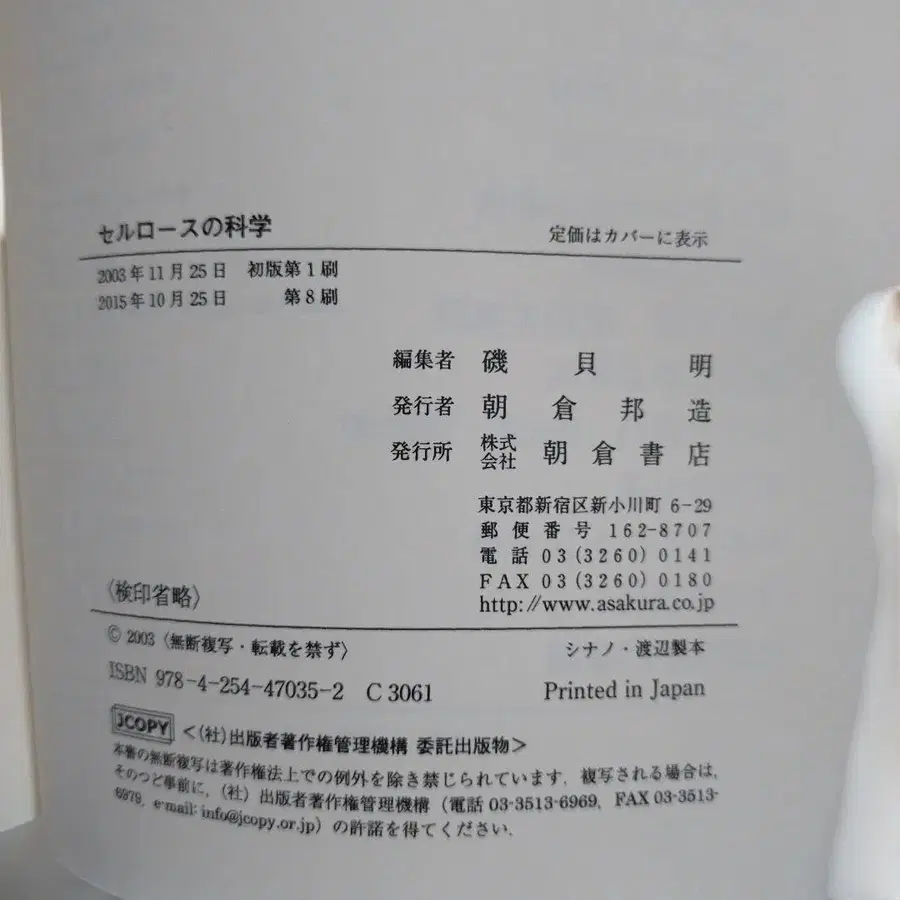 セルロースの科学
定価はカバーに表示
2003年11月25日 初版第1刷
2015年10月25日 第8刷
編集者 磯貝明
発行者 朝倉邦造
発行所 株式会社 朝倉書店
東京都新宿区新小川町6-29
郵便番号 162-8707
電話 03(3260)0141
FAX 03(3260)0180
http://www.asakura.co.jp
〈検印省略〉
© 2003〈無断複写・転載を禁ず〉
シナノ・渡辺製本
ISBN 978-4-254-47035-2 C 3061
Printed in Japan
JCOPY <(社)出版者著作権管理機構 委託出版物>
本書の無断複写は著作権法上での例外を除き禁じられています.複写される場合は,
そのつど事前に,(社)出版者著作権管理機構(電話 03-3513-6969,FAX 03-3513-
6979,e-mail: info@jcopy.or.jp)の許諾を得てください.